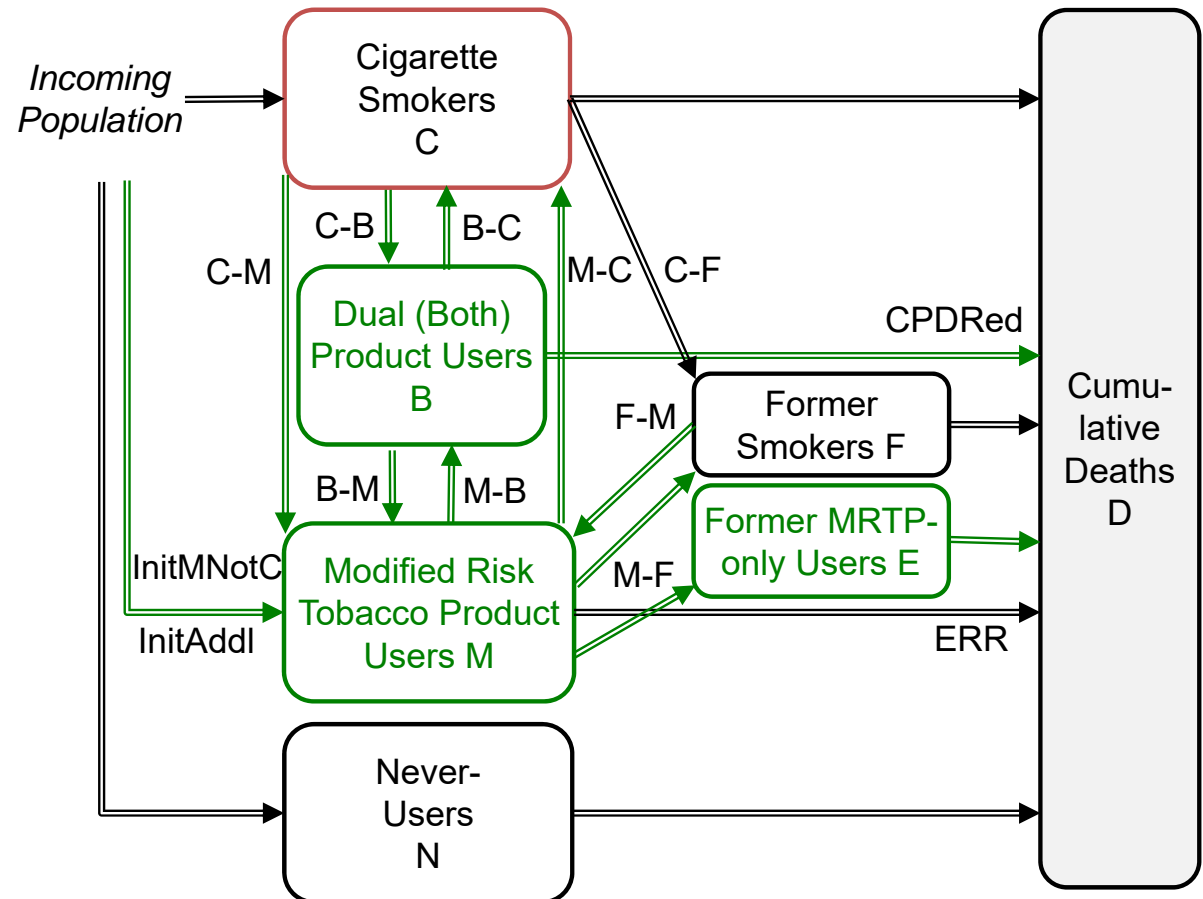 Incoming
Population
Cigarette
Smokers
C
C-B
B-C
C-M
M-C
C-F
Dual (Both)
Product Users
B
CPDRed
Cumu-
lative
Deaths
D
Former
Smokers F
F-M
B-M
M-B
Former MRTP-
only Users E
InitMNotC
Modified Risk
Tobacco Product
Users M
M-F
InitAddl
ERR
Never-
Users
N